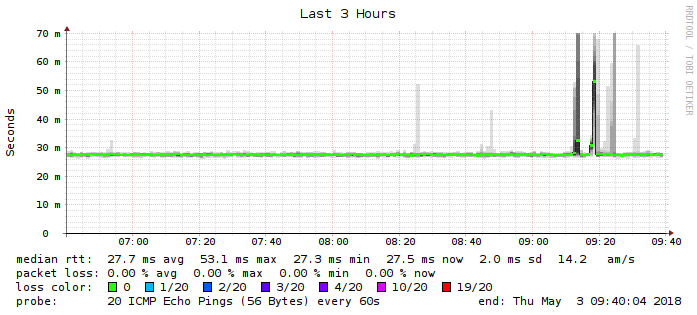 Last 3 Hours
RRDTOOL / TOBI OETIKER
Seconds
70 m
60 m
50 m
40 m
30 m
20 m
10 m
0
07:00 07:20 07:40 08:00 08:20 08:40 09:00 09:20 09:40
median rtt: 27.7 ms avg 53.1 ms max 27.3 ms min 27.5 ms now 2.0 ms sd 14.2 am/s
packet loss: 0.00 % avg 0.00 % max 0.00 % min 0.00 % now
loss color: 0 1/20 2/20 3/20 4/20 10/20 19/20
probe: 20 ICMP Echo Pings (56 Bytes) every 60s end: Thu May 3 09:40:04 2018